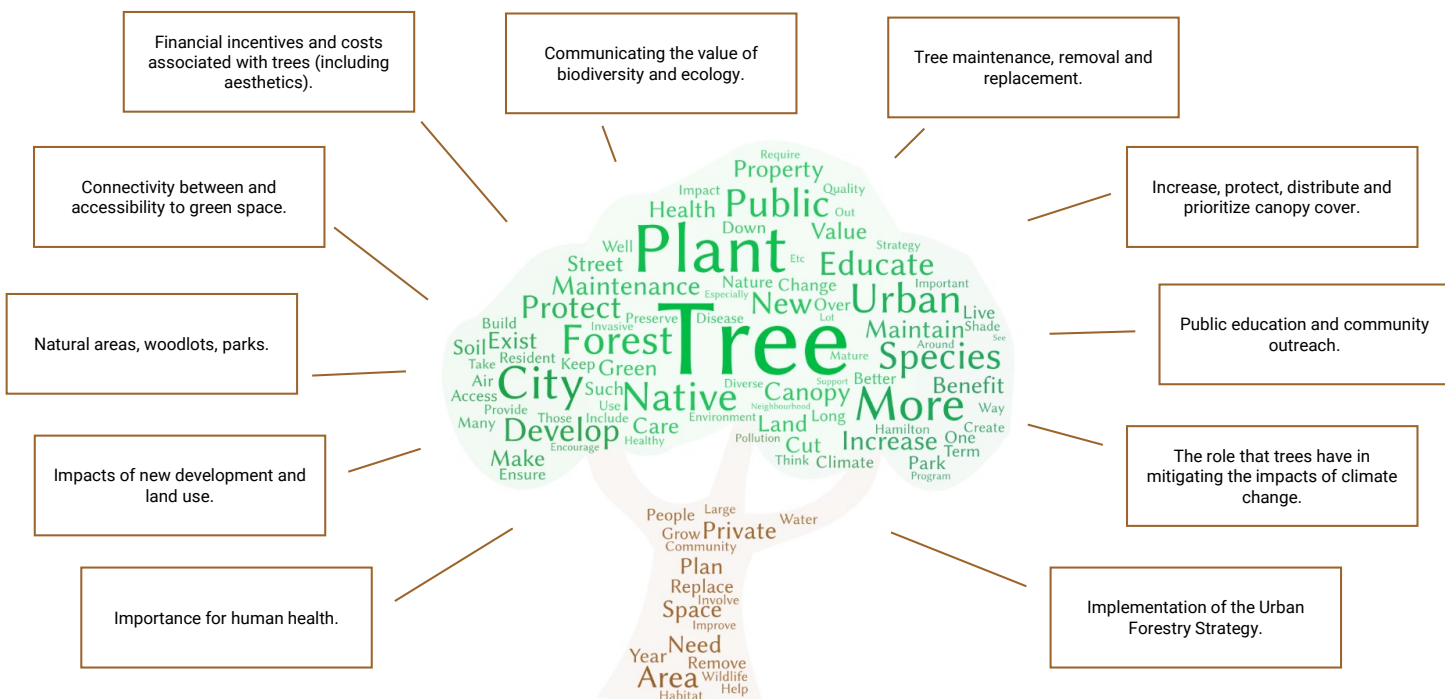 Financial incentives and costs
associated with trees (including
aesthetics).
Communicating the value of
biodiversity and ecology.
Tree maintenance, removal and
replacement.
Connectivity between and
accessibility to green space.
Increase, protect, distribute and
prioritize canopy cover.
Natural areas, woodlots, parks.
Public education and community
outreach.
Impacts of new development and
land use.
The role that trees have in
mitigating the impacts of climate
change.
Importance for human health.
Implementation of the Urban
Forestry Strategy.
Require
Property
Impact Quality
Health Public Out
Down Value
Well Plant Strategy
Street Etc Educate
Maintenance Nature Change Important
Protect Especially New Over Urban
Build Preserve Disease Lot Live
Invasive Tree Maintain Shade
Soil Exist Forest Around See
Take Resident Keep Green Mature Species
Air City Such Diverse Support Better Benefit
Access Use Native Canopy More Way
Provide Neighbourhood
Many Those Include Environment Land Long Create
Develop Care Hamilton
Encourage Healthy Pollution Cut Increase One
Make Think Climate Term
Ensure Park
Program
People Large Water
Grow Private
Community
Plan
Replace
Involve
Space
Improve
Need
Year Remove
Area Wildlife
Help
Habitat